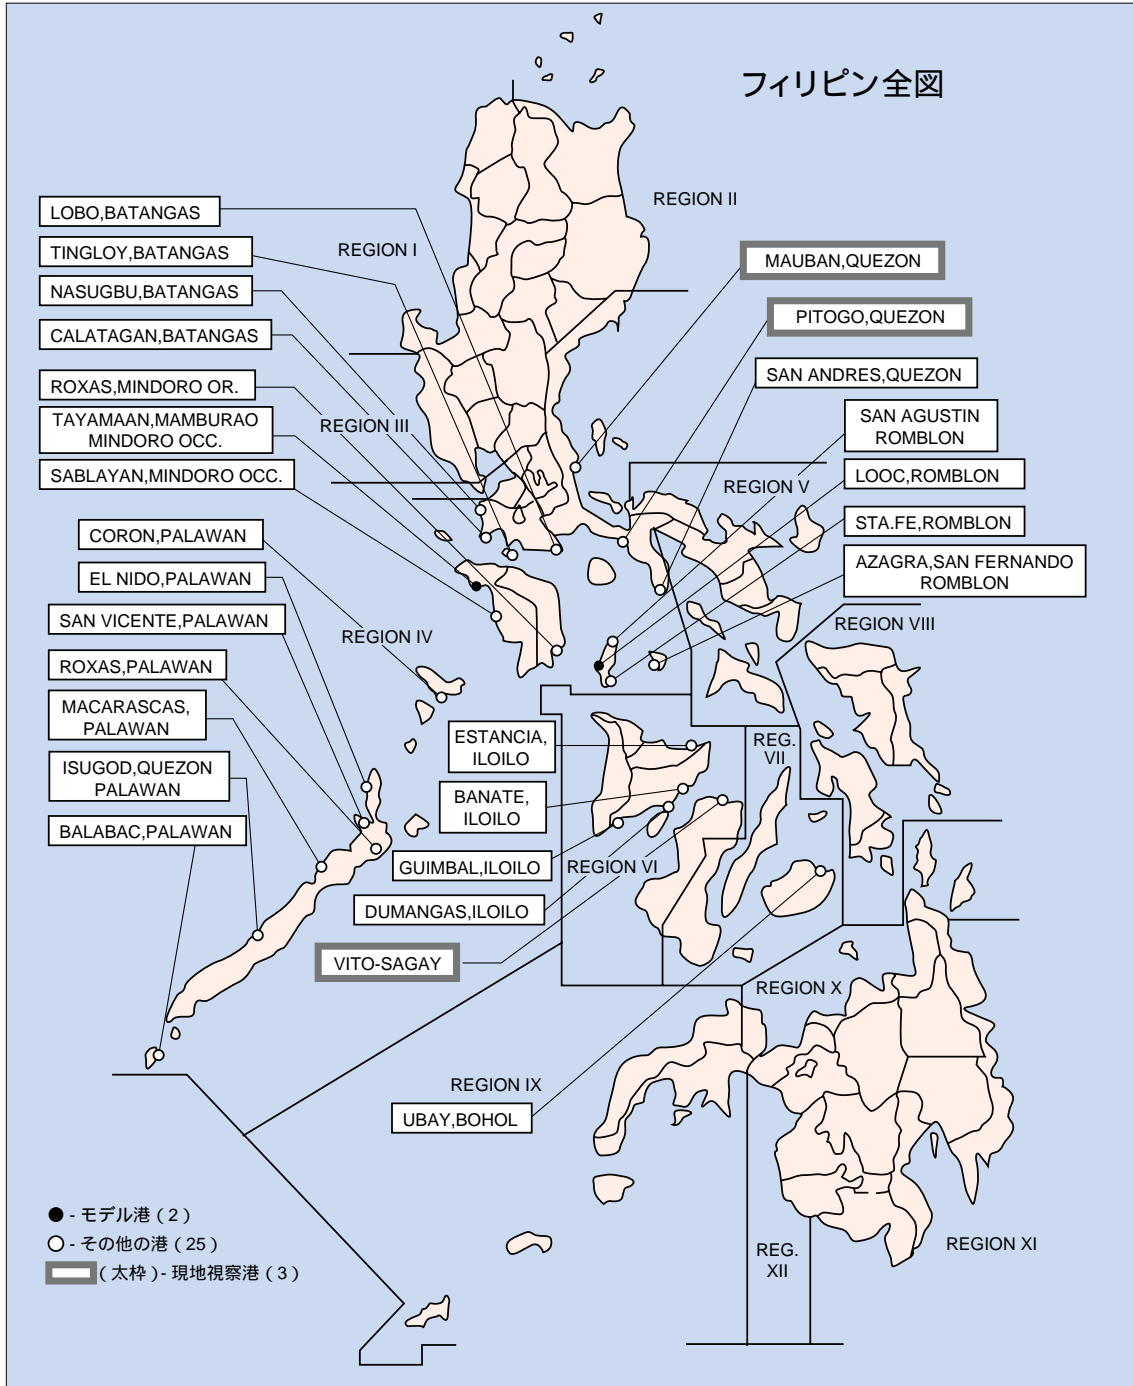 フィリピン全図
REGION II
LOBO,BATANGAS
REGION I
TINGLOY,BATANGAS
MAUBAN,QUEZON
NASUGBU,BATANGAS
PITOGO,QUEZON
CALATAGAN,BATANGAS
SAN ANDRES,QUEZON
ROXAS,MINDORO OR.
TAYAMAAN,MAMBURAO
MINDORO OCC.
REGION III
SAN AGUSTIN
ROMBLON
SABLAYAN,MINDORO OCC.
LOOC,ROMBLON
REGION V
CORON,PALAWAN
STA.FE,ROMBLON
EL NIDO,PALAWAN
AZAGRA,SAN FERNANDO
ROMBLON
SAN VICENTE,PALAWAN
REGION IV
REGION VIII
ROXAS,PALAWAN
MACARASCAS,
PALAWAN
ESTANCIA,
ILOILO
REG.
VII
ISUGOD,QUEZON
PALAWAN
BANATE,
ILOILO
BALABAC,PALAWAN
GUIMBAL,ILOILO
REGION VI
DUMANGAS,ILOILO
VITO-SAGAY
REGION X
REGION IX
UBAY,BOHOL
● - モデル港(2)
○ - その他の港(25)
(太枠)- 現地視察港(3)
REG.
XII
REGION XI